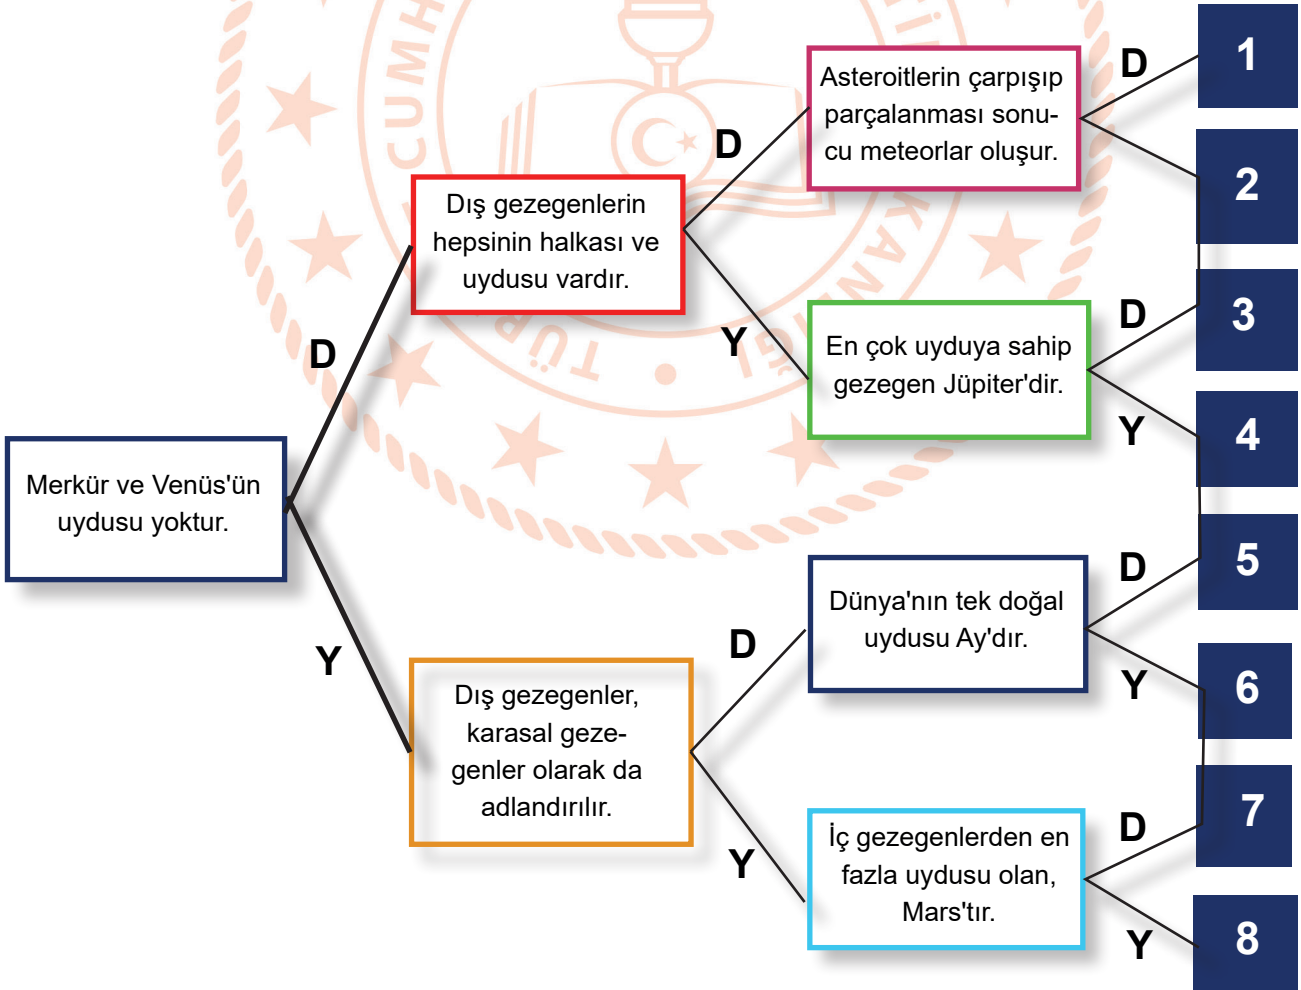 Merkür ve Venüs'ün
uydusu yoktur.
D
Y
Dış gezegenlerin
hepsinin halkası ve
uydusu vardır.
D
Y
Dış gezegenler,
karasal geze-
genler olarak da
adlandırılır.
D
Y
Asteroitlerin çarpışıp
parçalanması sonu-
cu meteorlar oluşur.
D
En çok uyduya sahip
gezegen Jüpiter'dir.
D
Y
Dünya'nın tek doğal
uydusu Ay'dır.
D
Y
İç gezegenlerden en
fazla uydusu olan,
Mars'tır.
D
Y
1
2
3
4
5
6
7
8
CUMH
TÜR
KAN